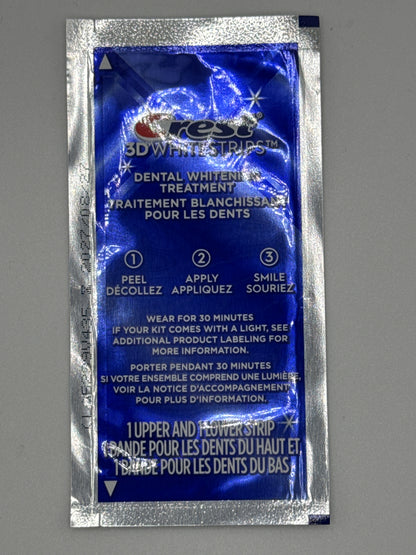 Crest®
3DWHITESTRIPS™
DENTAL WHITENING
TREATMENT
TRAITEMENT BLANCHISSANT
POUR LES DENTS
1 2 3
PEEL APPLY SMILE
DÉCOLLEZ APPLIQUEZ SOURIEZ
WEAR FOR 30 MINUTES
IF YOUR KIT COMES WITH A LIGHT, SEE
ADDITIONAL PRODUCT LABELING FOR
MORE INFORMATION.
PORTER PENDANT 30 MINUTES
SI VOTRE ENSEMBLE COMPREND UNE LUMIÈRE,
VOIR LA NOTICE D'ACCOMPAGNEMENT
POUR PLUS D'INFORMATION.
1 UPPER AND 1 LOWER STRIP
1 BANDE POUR LES DENTS DU HAUT ET
1 BANDE POUR LES DENTS DU BAS